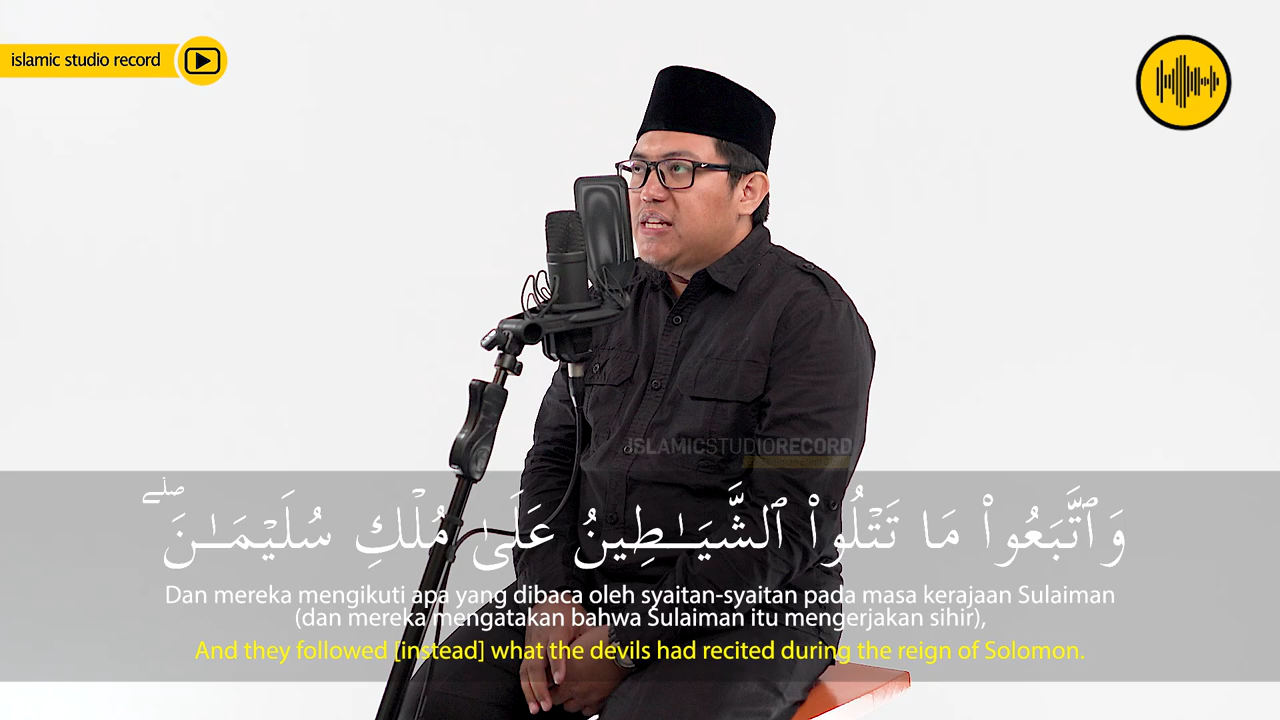 islamic studio record
ISLAMICSTUDIORECORD
وَٱتَّبَعُوا۟ مَا تَتْلُوا۟ ٱلشَّيَـٰطِينُ عَلَىٰ مُلْكِ سُلَيْمَـٰنَ ۖ
Dan mereka mengikuti apa yang dibaca oleh syaitan-syaitan pada masa kerajaan Sulaiman
(dan mereka mengatakan bahwa Sulaiman itu mengerjakan sihir),
And they followed [instead] what the devils had recited during the reign of Solomon.